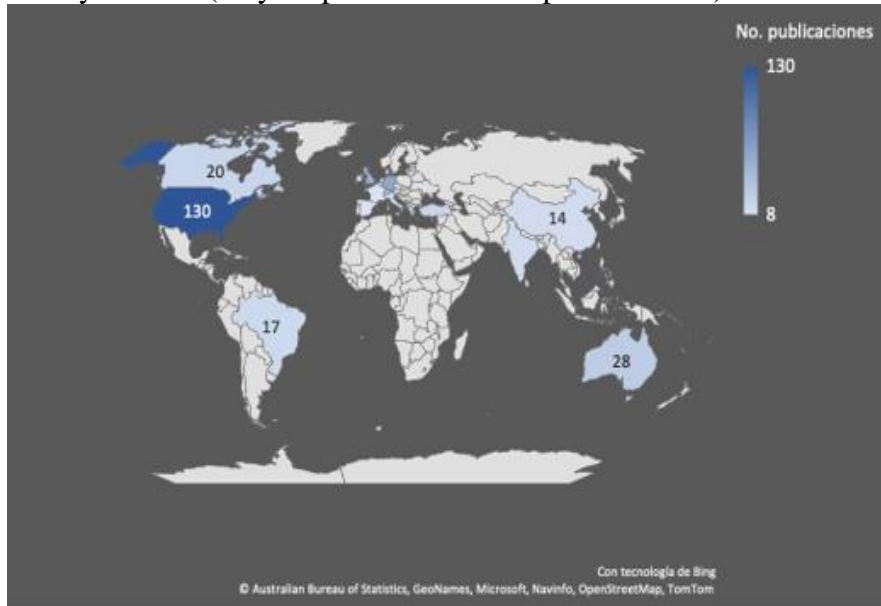 No. publicaciones
130
8
20
130
14
17
28
Con tecnología de Bing
© Australian Bureau of Statistics, GeoNames, Microsoft, Navinfo, OpenStreetMap, TomTom